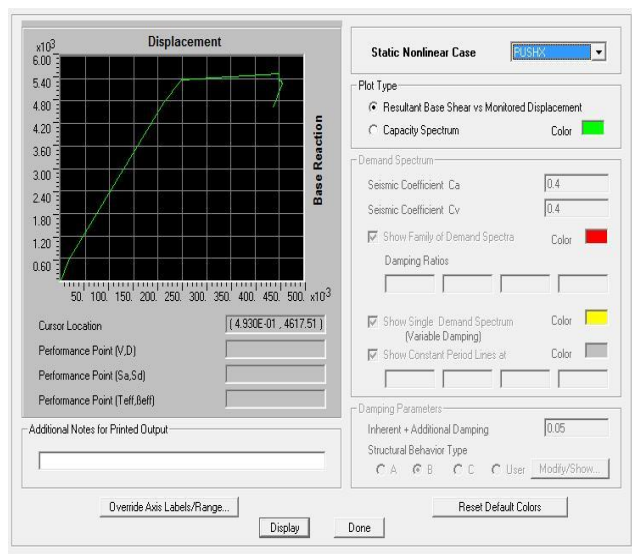 Displacement
x10³
6.00
5.40
4.80
4.20
3.60
3.00
2.40
1.80
1.20
0.60
Base Reaction
50. 100. 150. 200. 250. 300. 350. 400. 450. 500. x10⁻³
Cursor Location
( 4.930E-01 , 4617.51 )
Performance Point (V,D)
Performance Point (Sa,Sd)
Performance Point (Teff,ßeff)
Additional Notes for Printed Output
Override Axis Labels/Range...
Static Nonlinear Case
PUSHX
Plot Type
Resultant Base Shear vs Monitored Displacement
Capacity Spectrum
Color
Demand Spectrum
Seismic Coefficient Ca
0.4
Seismic Coefficient Cv
0.4
Show Family of Demand Spectra
Color
Damping Ratios
Show Single Demand Spectrum
Color
(Variable Damping)
Show Constant Period Lines at
Color
Damping Parameters
Inherent + Additional Damping
0.05
Structural Behavior Type
A B C User Modify/Show...
Reset Default Colors
Display
Done